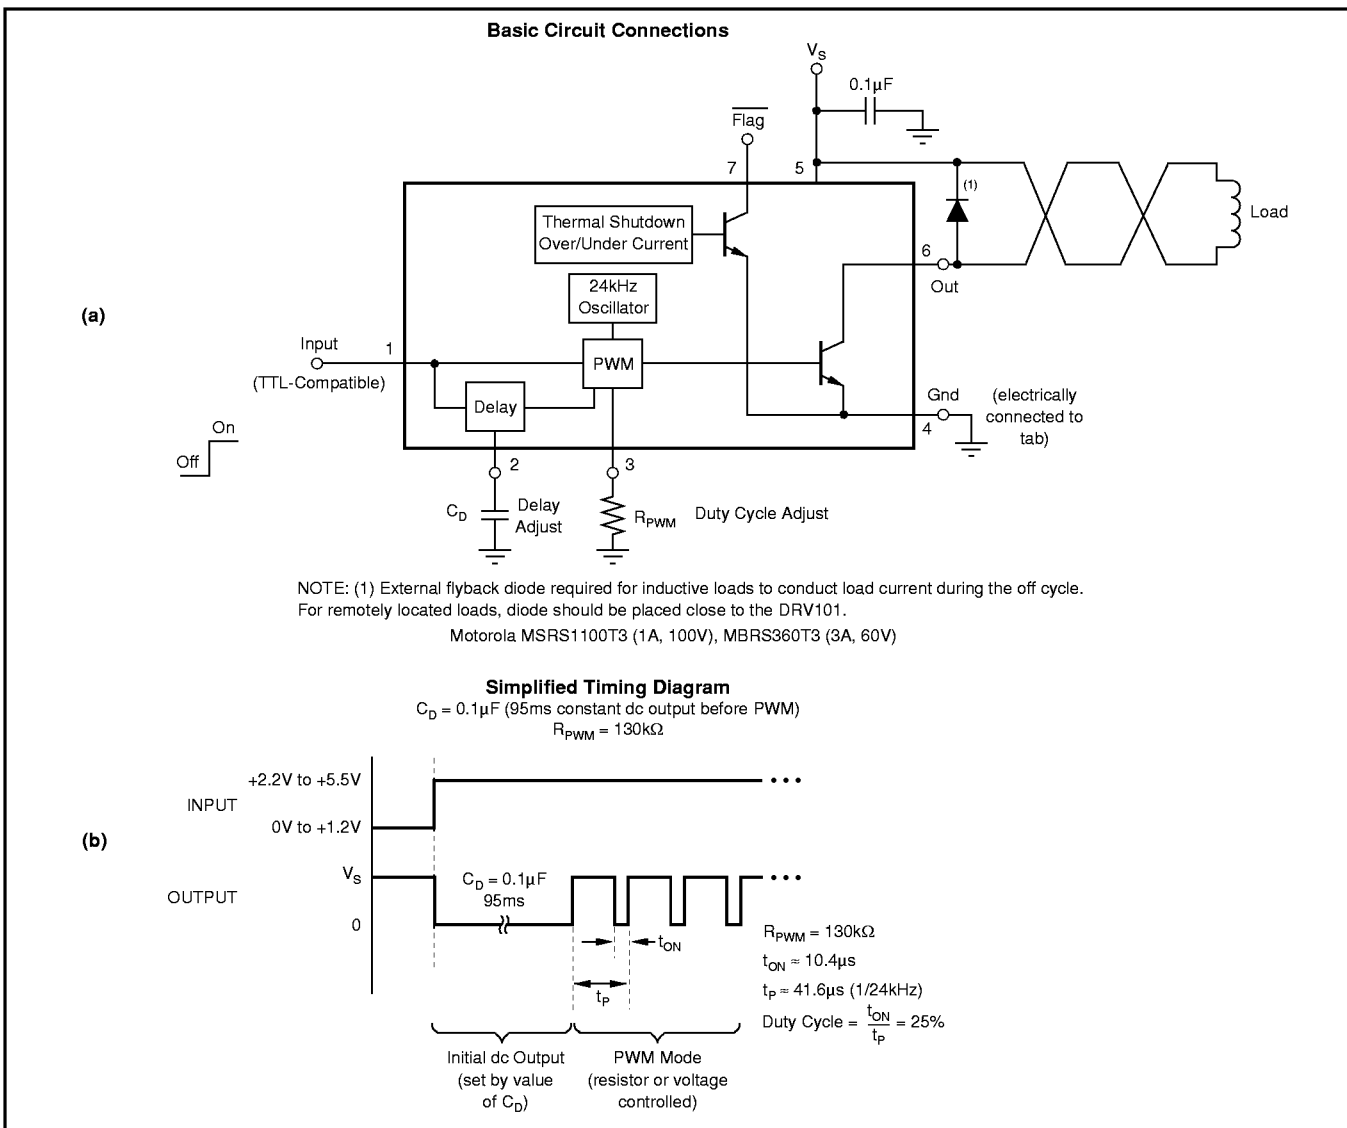 Basic Circuit Connections
V_S
0.1µF
Flag
7
5
(1)
Load
Thermal Shutdown
Over/Under Current
6
Out
24kHz
Oscillator
(a)
Input
1
(TTL-Compatible)
PWM
Delay
Gnd
4
(electrically
connected to
tab)
On
Off
2
3
C_D
Delay
Adjust
R_PWM
Duty Cycle Adjust
NOTE: (1) External flyback diode required for inductive loads to conduct load current during the off cycle.
For remotely located loads, diode should be placed close to the DRV101.
Motorola MSRS1100T3 (1A, 100V), MBRS360T3 (3A, 60V)
Simplified Timing Diagram
C_D = 0.1µF (95ms constant dc output before PWM)
R_PWM = 130kΩ
INPUT
+2.2V to +5.5V
0V to +1.2V
(b)
OUTPUT
V_S
0
C_D = 0.1µF
95ms
t_ON
t_P
R_PWM = 130kΩ
t_ON ≈ 10.4µs
t_P ≈ 41.6µs (1/24kHz)
Duty Cycle = t_ON / t_P = 25%
Initial dc Output
(set by value
of C_D)
PWM Mode
(resistor or voltage
controlled)